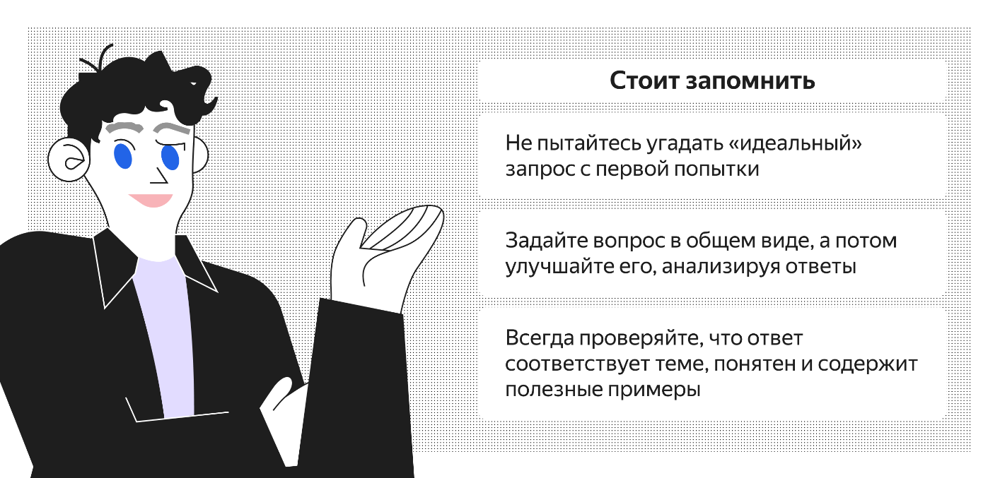 Стоит запомнить
Не пытайтесь угадать «идеальный»
запрос с первой попытки
Задайте вопрос в общем виде, а потом
улучшайте его, анализируя ответы
Всегда проверяйте, что ответ
соответствует теме, понятен и содержит
полезные примеры